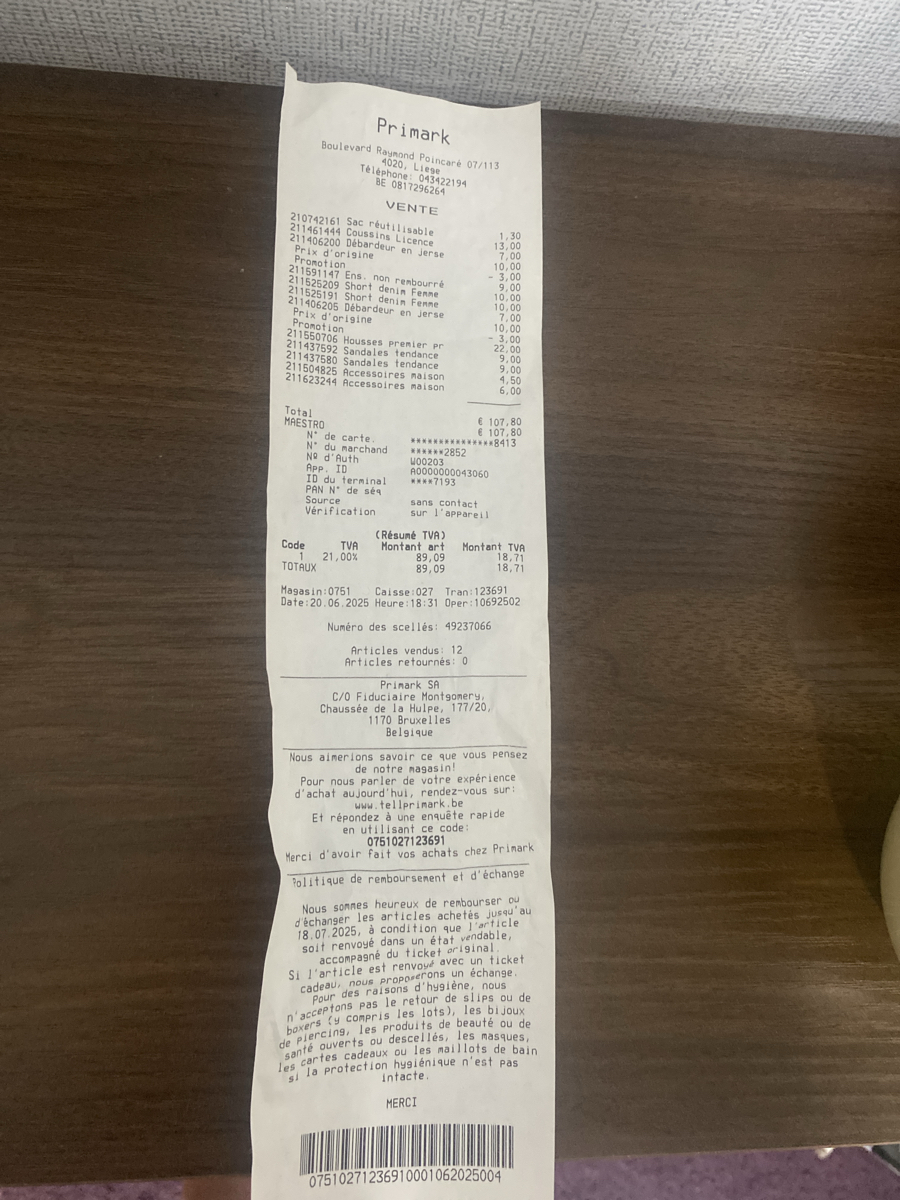 Primark
Boulevard Raymond Poincaré 07/113
4020, Liege
Téléphone: 043422194
BE 0817296264
VENTE
210742161 Sac réutilisable 1,30
211461444 Coussins Licence 13,00
211406200 Débardeur en jerse 7,00
Prix d'origine 10,00
Promotion - 3,00
211591147 Ens. non rembourré 9,00
211525209 Short denim Femme 10,00
211525191 Short denim Femme 10,00
211406205 Débardeur en jerse 7,00
Prix d'origine 10,00
Promotion - 3,00
211550706 Housses premier pr 22,00
211437592 Sandales tendance 9,00
211437580 Sandales tendance 9,00
211504825 Accessoires maison 4,50
211623244 Accessoires maison 6,00
Total € 107,80
MAESTRO € 107,80
N° de carte. ***************8413
N° du marchand ******2852
Nº d'Auth W00203
App. ID A0000000043060
ID du terminal ****7193
PAN N° de séq
Source sans contact
Vérification sur l'appareil
(Résumé TVA)
Code TVA Montant art Montant TVA
1 21,00% 89,09 18,71
TOTAUX 89,09 18,71
Magasin:0751 Caisse:027 Tran:123691
Date:20.06.2025 Heure:18:31 Oper:10692502
Numéro des scellés: 49237066
Articles vendus: 12
Articles retournés: 0
Primark SA
C/O Fiduciaire Montgomery,
Chaussée de la Hulpe, 177/20,
1170 Bruxelles
Belgique
Nous aimerions savoir ce que vous pensez
de notre magasin!
Pour nous parler de votre expérience
d'achat aujourd'hui, rendez-vous sur:
www.tellprimark.be
Et répondez à une enquête rapide
en utilisant ce code:
0751027123691
Merci d'avoir fait vos achats chez Primark
Politique de remboursement et d'échange
Nous sommes heureux de rembourser ou
d'échanger les articles achetés jusqu'au
18.07.2025, à condition que l'article
soit renvoyé dans un état vendable,
accompagné du ticket original.
Si l'article est renvoyé avec un ticket
cadeau, nous proposerons un échange.
Pour des raisons d'hygiène, nous
n'acceptons pas le retour de slips ou de
boxers (y compris les lots), les bijoux
de piercing, les produits de beauté ou de
santé ouverts ou descellés, les masques,
les cartes cadeaux ou les maillots de bain
si la protection hygiénique n'est pas
intacte.
MERCI
07510271236910001062025004